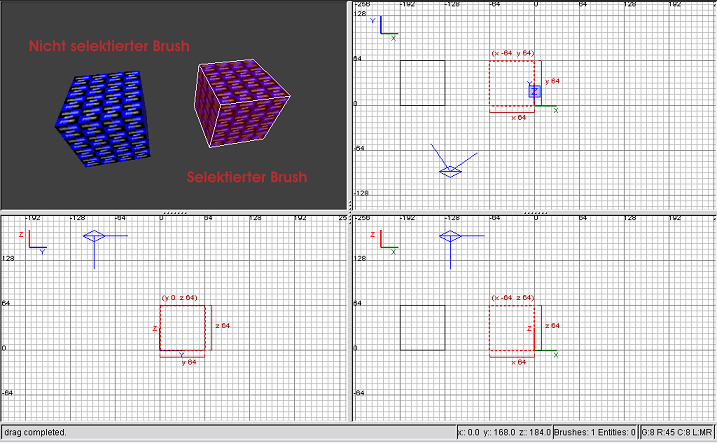 Nicht selektierter Brush
Selektierter Brush
-256 -192 -128 -64 0 64 128 192
Y
X
64
0
-64
-128
(x -64 y 64)
y 64
Y
Z
X
x 64
-192 -128 -64 0 64 128 192 25
Z
Y
128
64
0
-64
(y 0 z 64)
Z
z 64
Y
y 64
-256 -192 -128 -64 0 64 128 192
Z
X
128
64
0
-64
(x -64 z 64)
Z
z 64
X
x 64
drag completed.
x:: 0.0 y:: 168.0 z:: 184.0
Brushes: 1 Entities: 0
G:8 R:45 C:8 L:MR